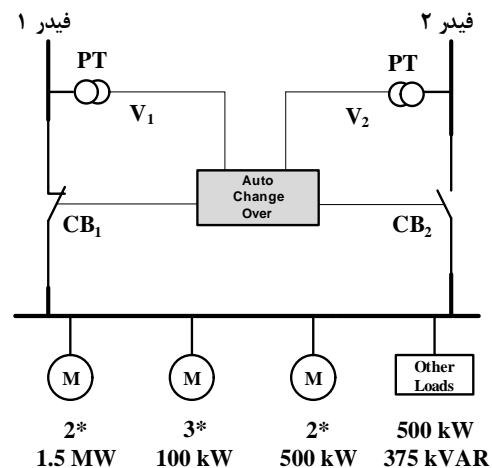 فیدر ۱
فیدر ۲
PT
PT
V₁
V₂
Auto
Change
Over
CB₁
CB₂
M
M
M
Other
Loads
2*
3*
2*
500 kW
1.5 MW
100 kW
500 kW
375 kVAR